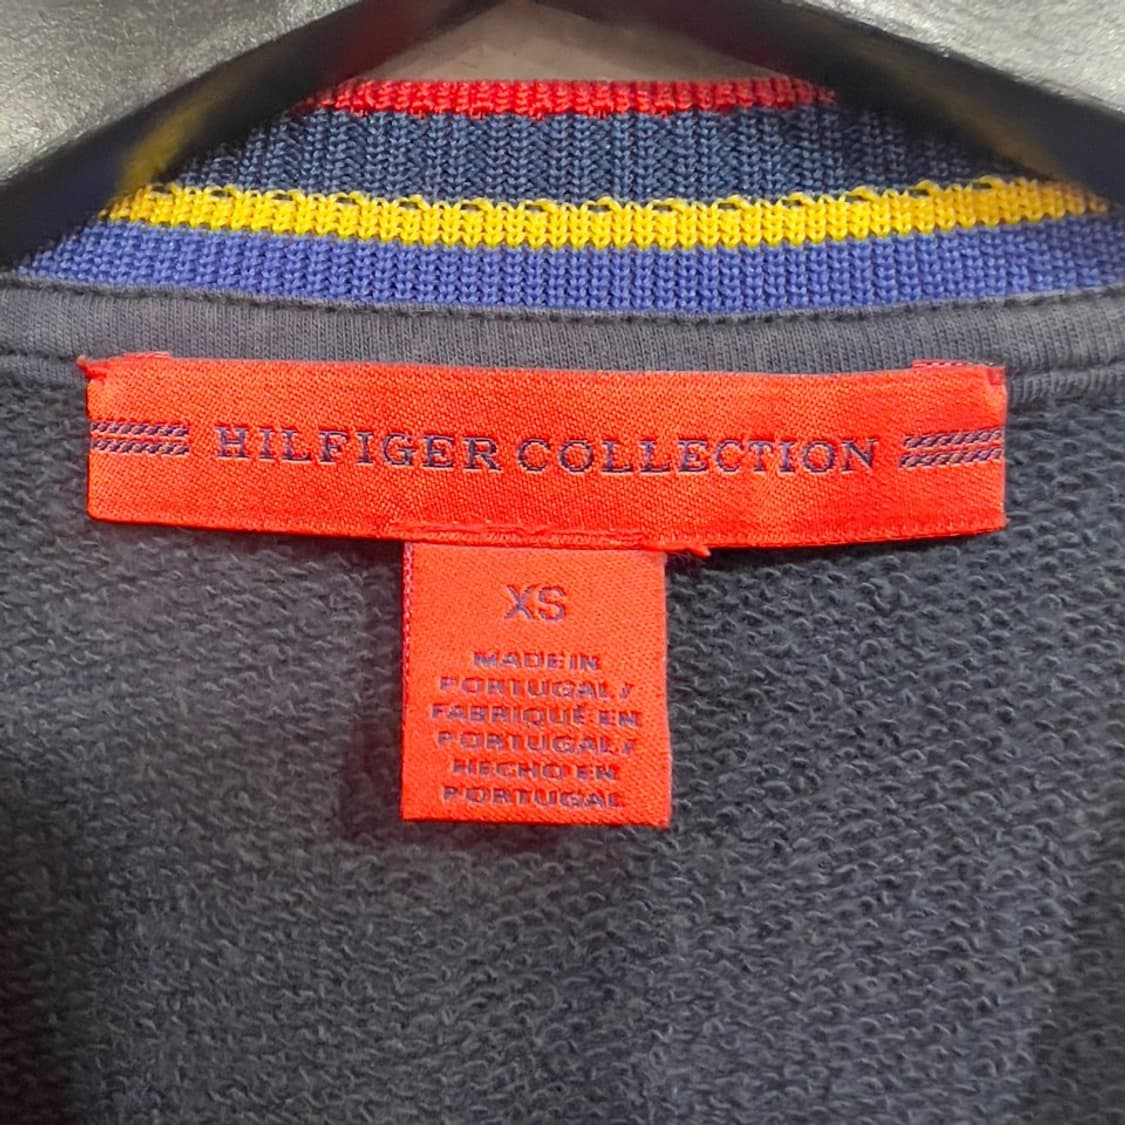 HILFIGER COLLECTION
XS
MADE IN
PORTUGAL /
FABRIQUÉ EN
PORTUGAL /
HECHO EN
PORTUGAL